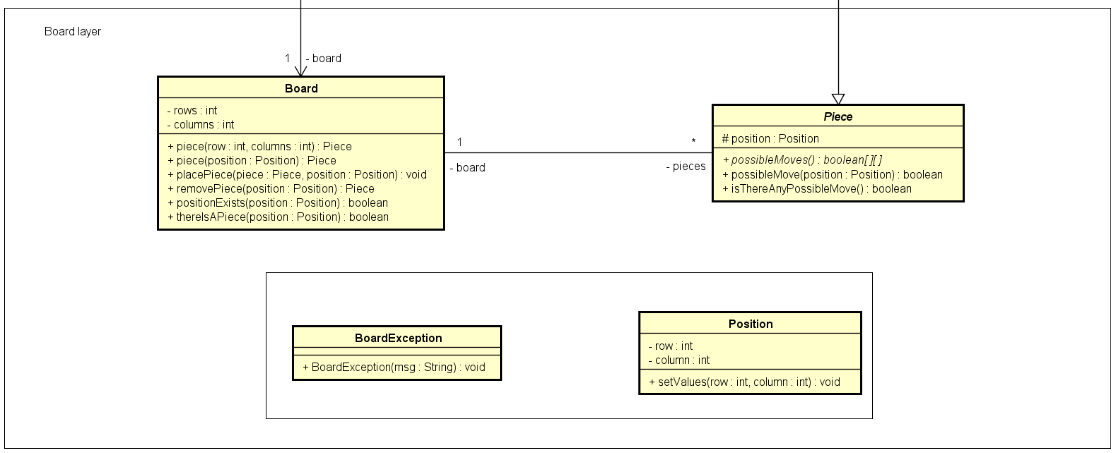 Board layer
1 - board
Board
- rows : int
- columns : int
+ piece(row : int, columns : int) : Piece
+ piece(position : Position) : Piece
+ placePiece(piece : Piece, position : Position) : void
+ removePiece(position : Position) : Piece
+ positionExists(position : Position) : boolean
+ thereIsAPiece(position : Position) : boolean
1
- board
*
- pieces
Piece
# position : Position
+ possibleMoves() : boolean[][]
+ possibleMove(position : Position) : boolean
+ isThereAnyPossibleMove() : boolean
BoardException
+ BoardException(msg : String) : void
Position
- row : int
- column : int
+ setValues(row : int, column : int) : void